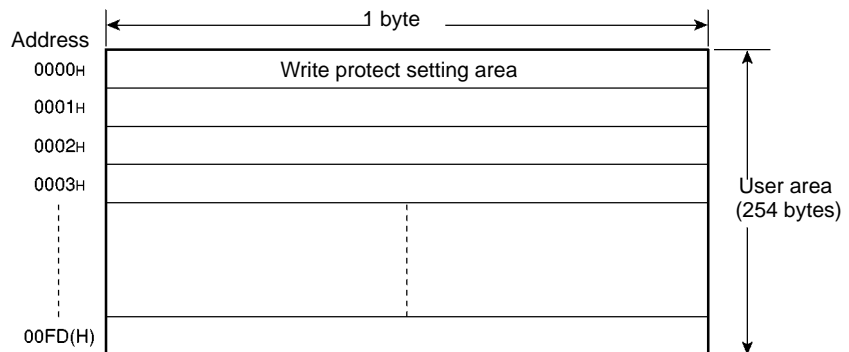 1 byte
Address
0000H
Write protect setting area
0001H
0002H
0003H
User area
(254 bytes)
00FD(H)